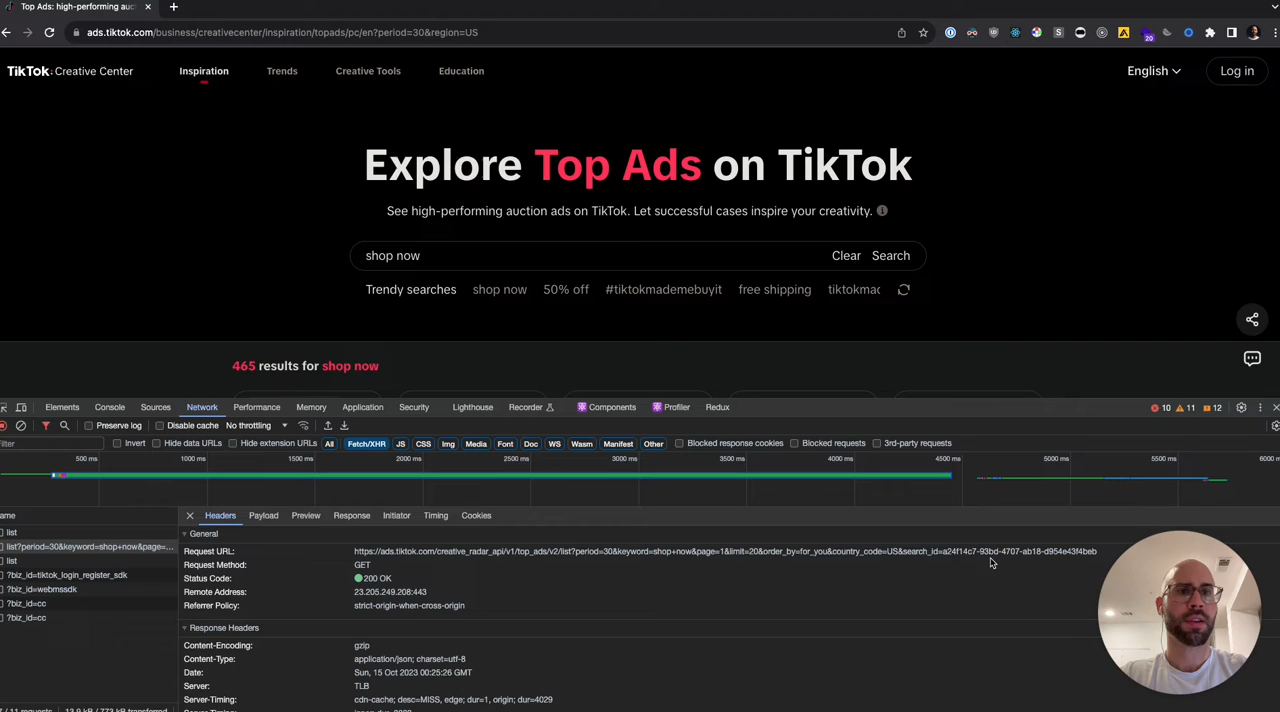 Top Ads: high-performing auc
ads.tiktok.com/business/creativecenter/inspiration/topads/pc/en?period=30&region=US
20
TikTok: Creative Center
Inspiration
Trends
Creative Tools
Education
English
Log in
Explore Top Ads on TikTok
See high-performing auction ads on TikTok. Let successful cases inspire your creativity.
shop now
Clear
Search
Trendy searches
shop now
50% off
#tiktokmademebuyit
free shipping
tiktokmac
465 results for shop now
Elements
Console
Sources
Network
Performance
Memory
Application
Security
Lighthouse
Recorder
Components
Profiler
Redux
10
11
12
Preserve log
Disable cache
No throttling
Filter
Invert
Hide data URLs
Hide extension URLs
All
Fetch/XHR
JS
CSS
Img
Media
Font
Doc
WS
Wasm
Manifest
Other
Blocked response cookies
Blocked requests
3rd-party requests
500 ms
1000 ms
1500 ms
2000 ms
2500 ms
3000 ms
3500 ms
4000 ms
4500 ms
5000 ms
5500 ms
6000 m
ame
Headers
Payload
Preview
Response
Initiator
Timing
Cookies
list
list?period=30&keyword=shop+now&page=...
list
?biz_id=tiktok_login_register_sdk
?biz_id=webmssdk
?biz_id=cc
?biz_id=cc
General
Request URL: https://ads.tiktok.com/creative_radar_api/v1/top_ads/v2/list?period=30&keyword=shop+now&page=1&limit=20&order_by=for_you&country_code=US&search_id=a24f14c7-93bd-4707-ab18-d954e43f4beb
Request Method: GET
Status Code: 200 OK
Remote Address: 23.205.249.208:443
Referrer Policy: strict-origin-when-cross-origin
Response Headers
Content-Encoding: gzip
Content-Type: application/json; charset=utf-8
Date: Sun, 15 Oct 2023 00:25:26 GMT
Server: TLB
Server-Timing: cdn-cache; desc=MISS, edge; dur=1, origin; dur=4029